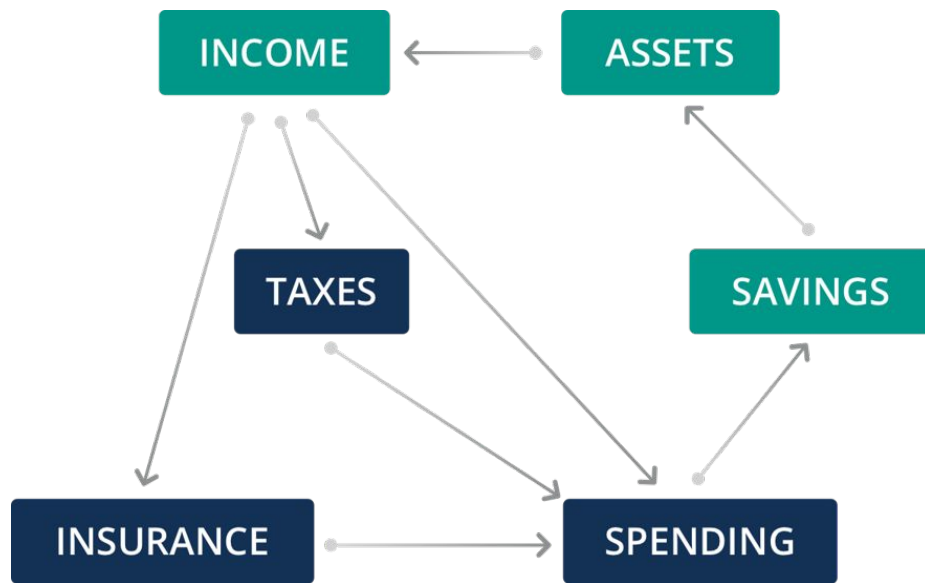 INCOME
ASSETS
TAXES
SAVINGS
INSURANCE
SPENDING